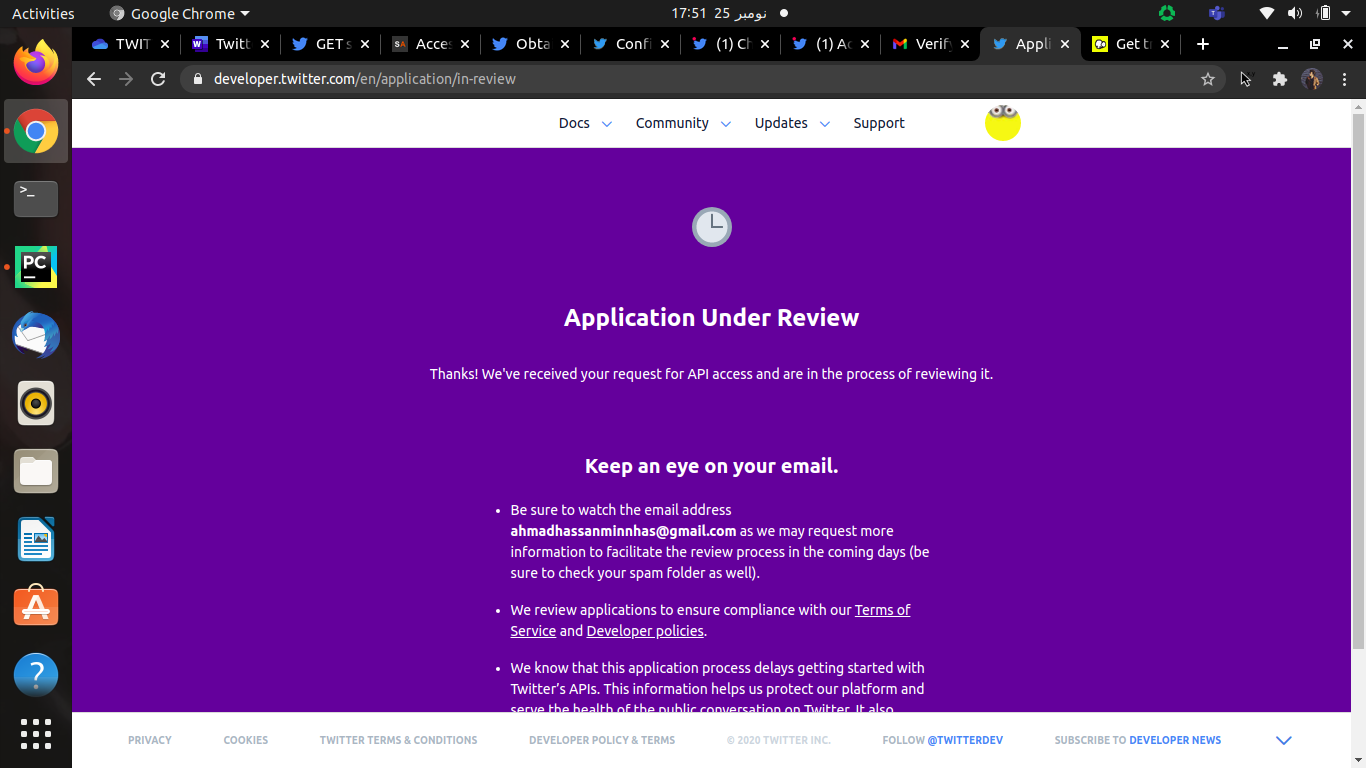 Activities
Google Chrome
نومبر 25 17:51
TWIT
Twitt
GET s
Acces
Obta
Confi
(1) Ch
(1) Ac
Verify
Appli
Get t
developer.twitter.com/en/application/in-review
Docs
Community
Updates
Support
Application Under Review
Thanks! We've received your request for API access and are in the process of reviewing it.
Keep an eye on your email.
• Be sure to watch the email address
ahmadhassanminnhas@gmail.com as we may request more
information to facilitate the review process in the coming days (be
sure to check your spam folder as well).
• We review applications to ensure compliance with our Terms of
Service and Developer policies.
• We know that this application process delays getting started with
Twitter's APIs. This information helps us protect our platform and
serve the health of the public conversation on Twitter. It also
PRIVACY
COOKIES
TWITTER TERMS & CONDITIONS
DEVELOPER POLICY & TERMS
© 2020 TWITTER INC.
FOLLOW @TWITTERDEV
SUBSCRIBE TO DEVELOPER NEWS